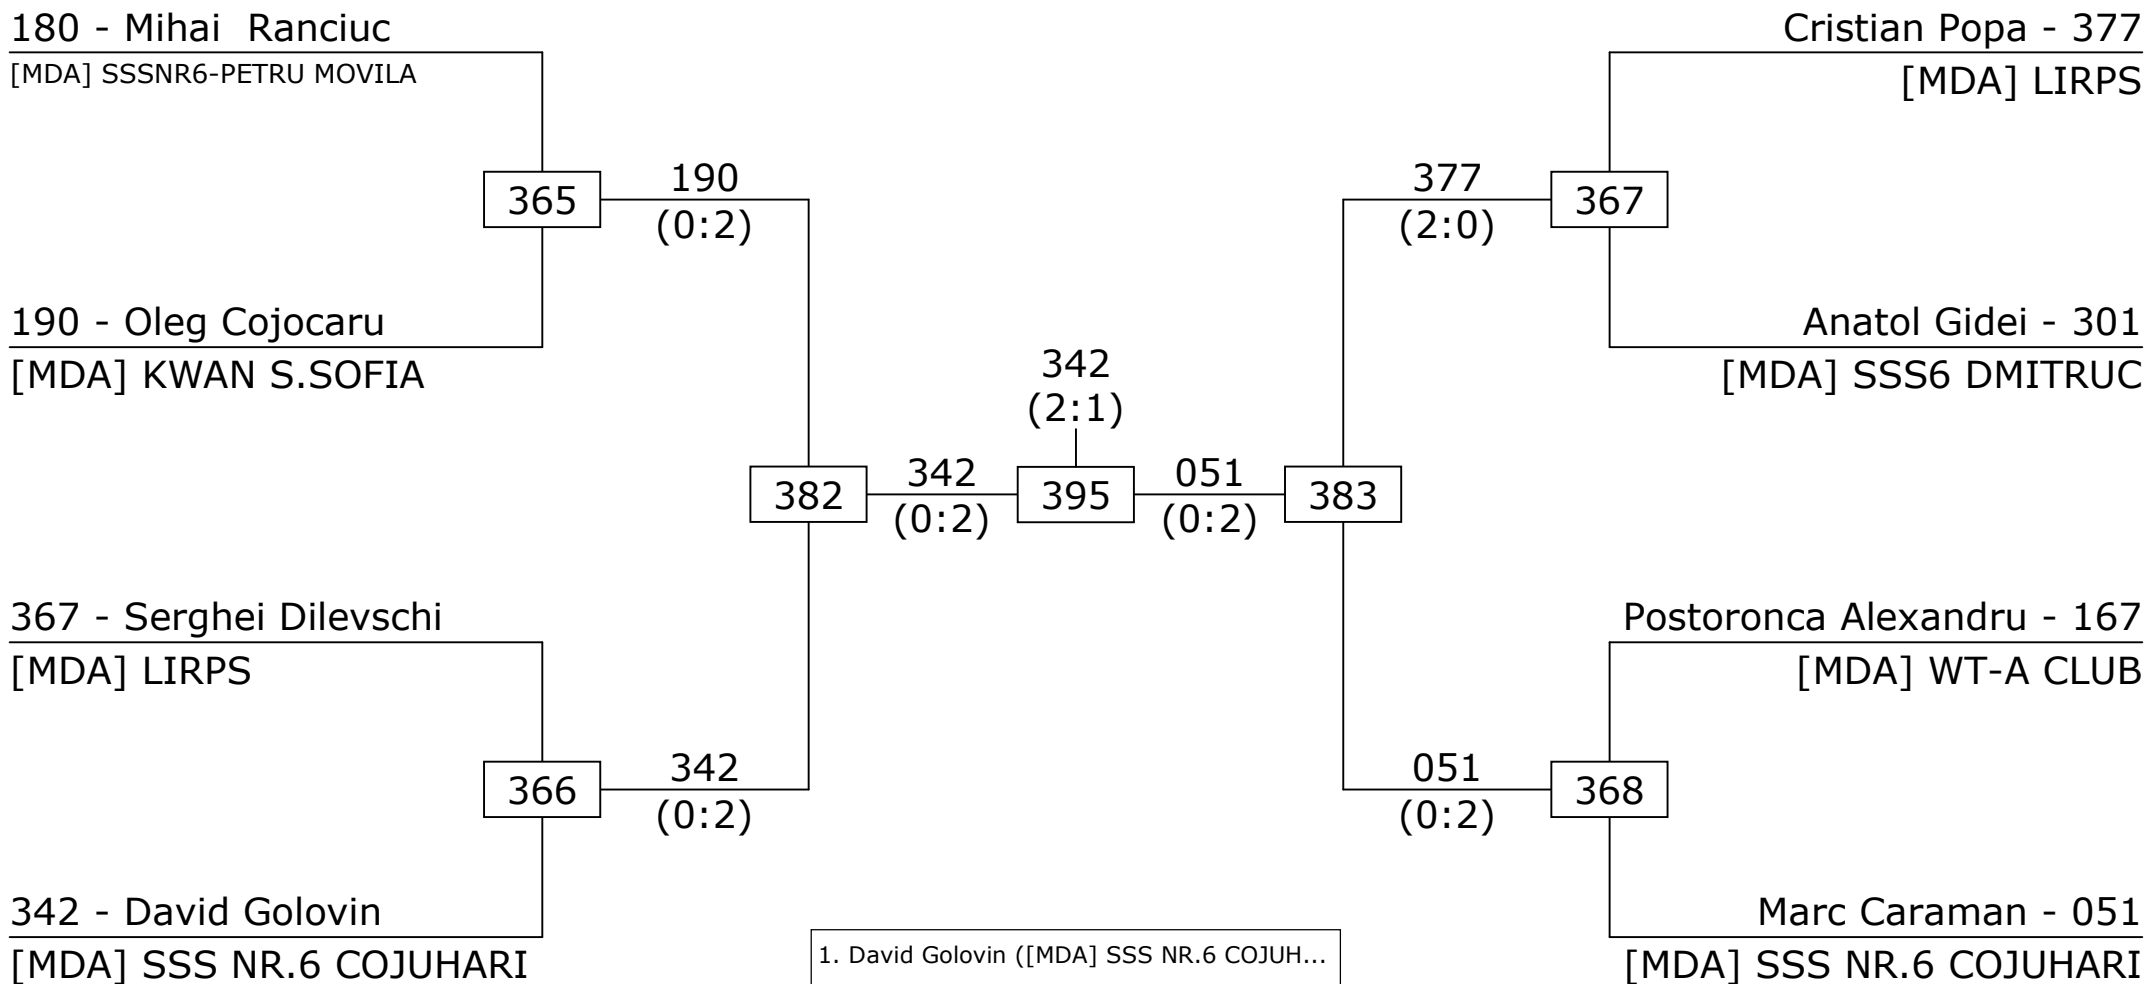 180 - Mihai  Ranciuc
[MDA] SSSNR6-PETRU MOVILA
Cristian Popa - 377
[MDA] LIRPS
365
190
(0:2)
377
(2:0)
367
190 - Oleg Cojocaru
[MDA] KWAN S.SOFIA
Anatol Gidei - 301
[MDA] SSS6 DMITRUC
342
(2:1)
382
342
(0:2)
395
051
(0:2)
383
367 - Serghei Dilevschi
[MDA] LIRPS
Postoronca Alexandru - 167
[MDA] WT-A CLUB
366
342
(0:2)
051
(0:2)
368
342 - David Golovin
[MDA] SSS NR.6 COJUHARI
Marc Caraman - 051
[MDA] SSS NR.6 COJUHARI
1. David Golovin ([MDA] SSS NR.6 COJUH...